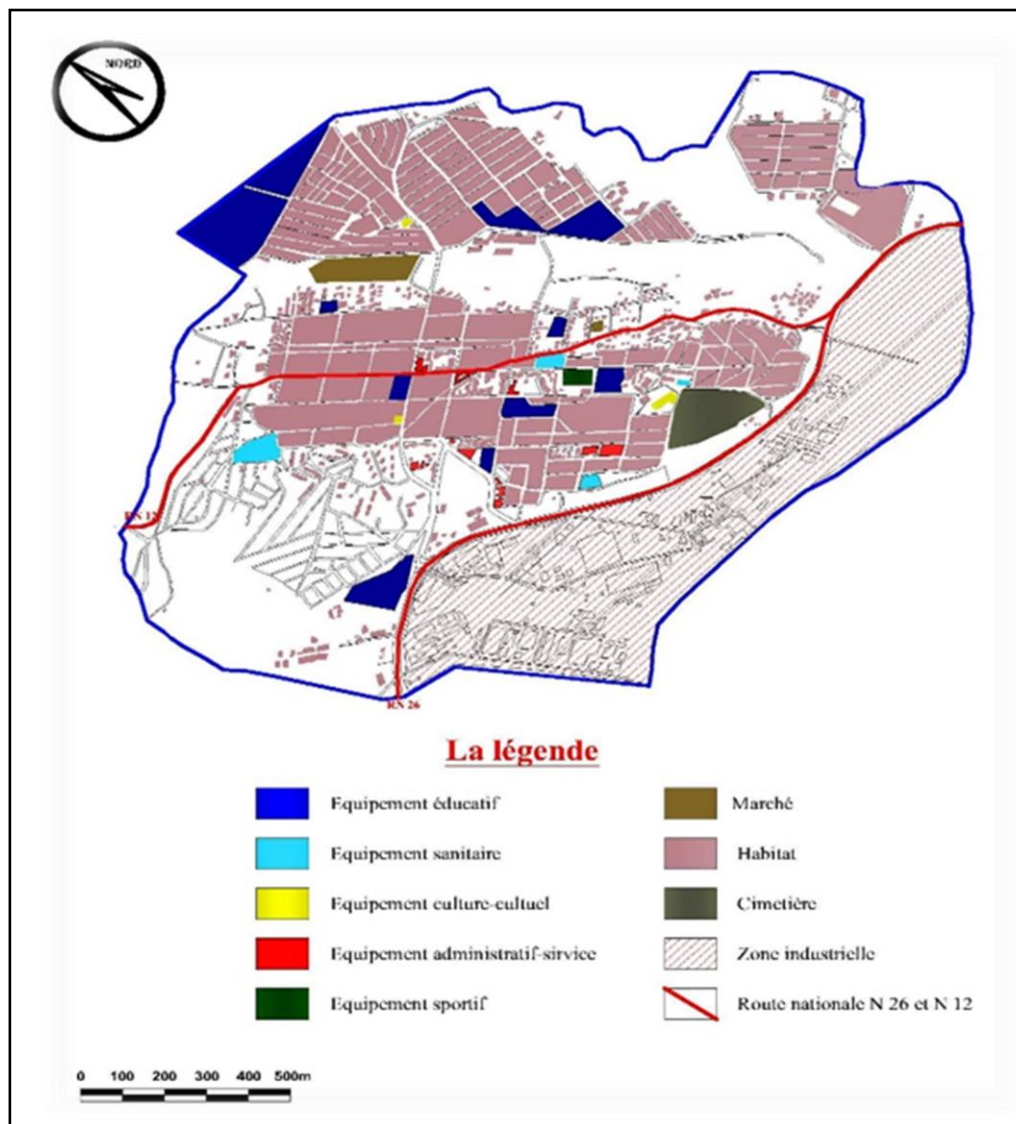 NORD
RN 12
RN 26
La légende
Equipement éducatif
Equipement sanitaire
Equipement culture-cultuel
Equipement administratif-sirvice
Equipement sportif
Marché
Habitat
Cimetière
Zone industrielle
Route nationale N 26 et N 12
0 100 200 300 400 500m